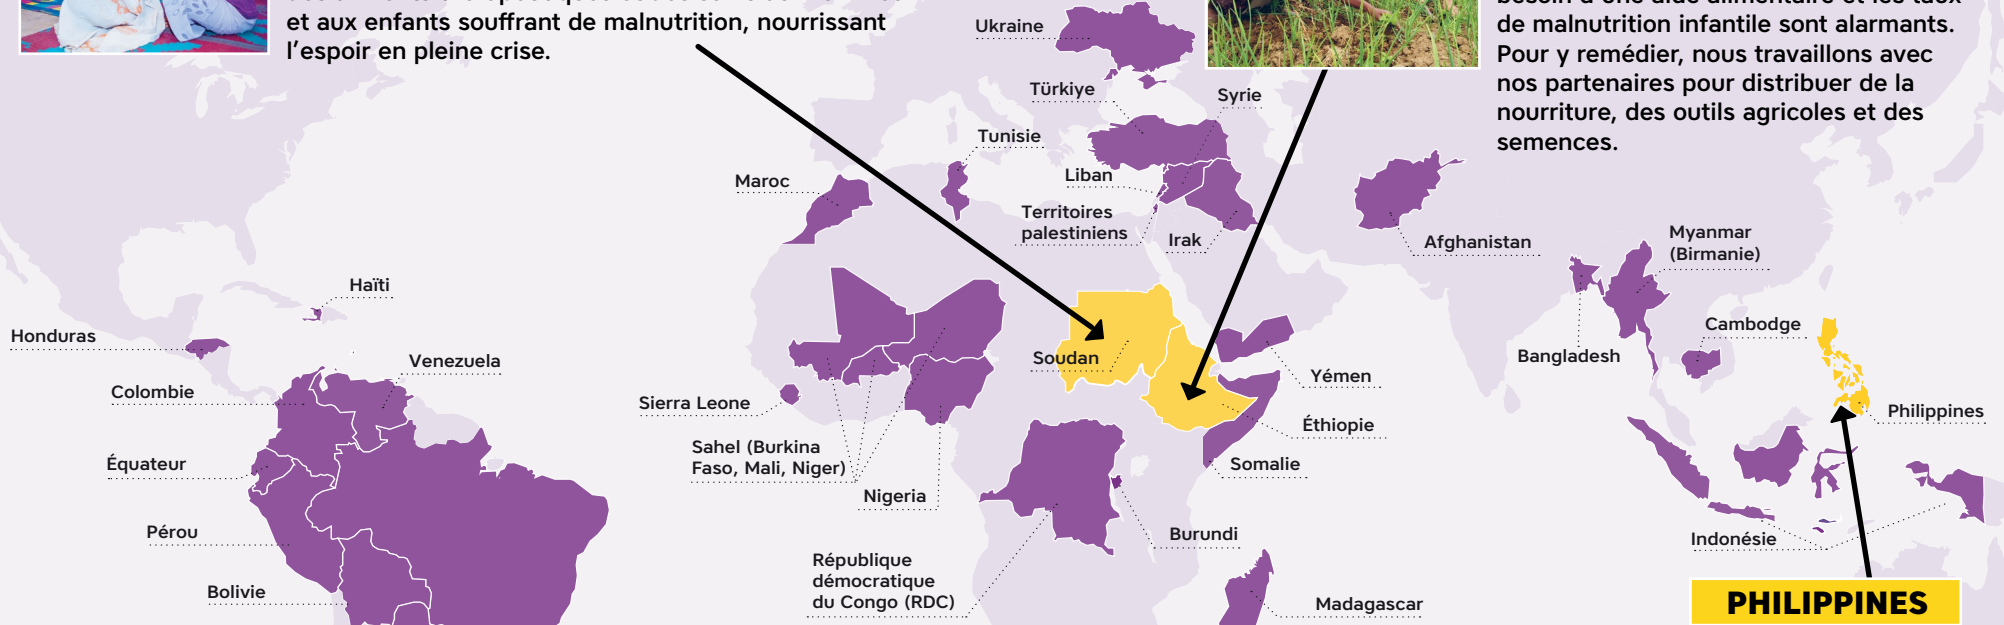 et aux enfants souffrant de malnutrition, nourrissant
l’espoir en pleine crise.
de malnutrition infantile sont alarmants.
Pour y remédier, nous travaillons avec
nos partenaires pour distribuer de la
nourriture, des outils agricoles et des
semences.
Ukraine
Türkiye
Syrie
Tunisie
Maroc
Liban
Territoires
palestiniens
Irak
Afghanistan
Myanmar
(Birmanie)
Haïti
Honduras
Venezuela
Colombie
Équateur
Pérou
Bolivie
Sierra Leone
Sahel (Burkina
Faso, Mali, Niger)
Nigeria
Soudan
Yémen
Éthiopie
Somalie
Burundi
République
démocratique
du Congo (RDC)
Madagascar
Bangladesh
Cambodge
Philippines
Indonésie
PHILIPPINES